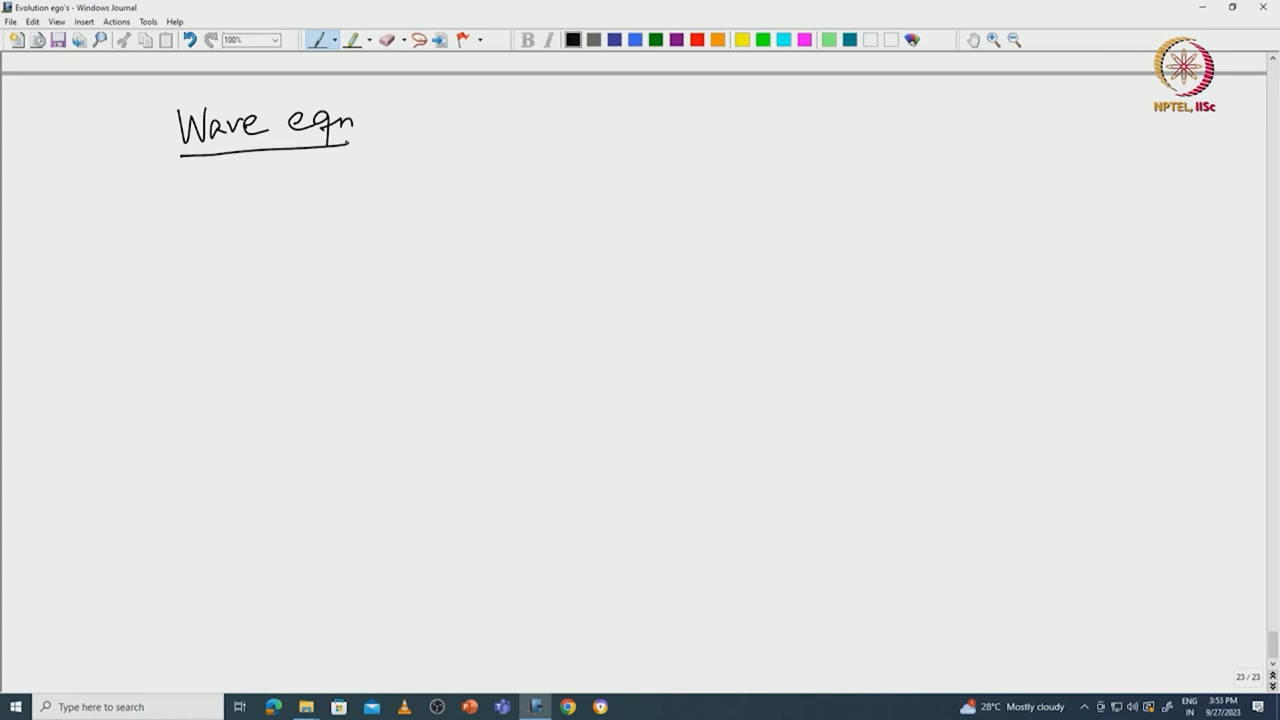 Evolution eqo's - Windows Journal
File Edit View Insert Actions Tools Help
100%
B I
NPTEL, IISc
Wave eqn
23 / 23
Type here to search
28°C Mostly cloudy
ENG
IN
3:53 PM
9/27/2023